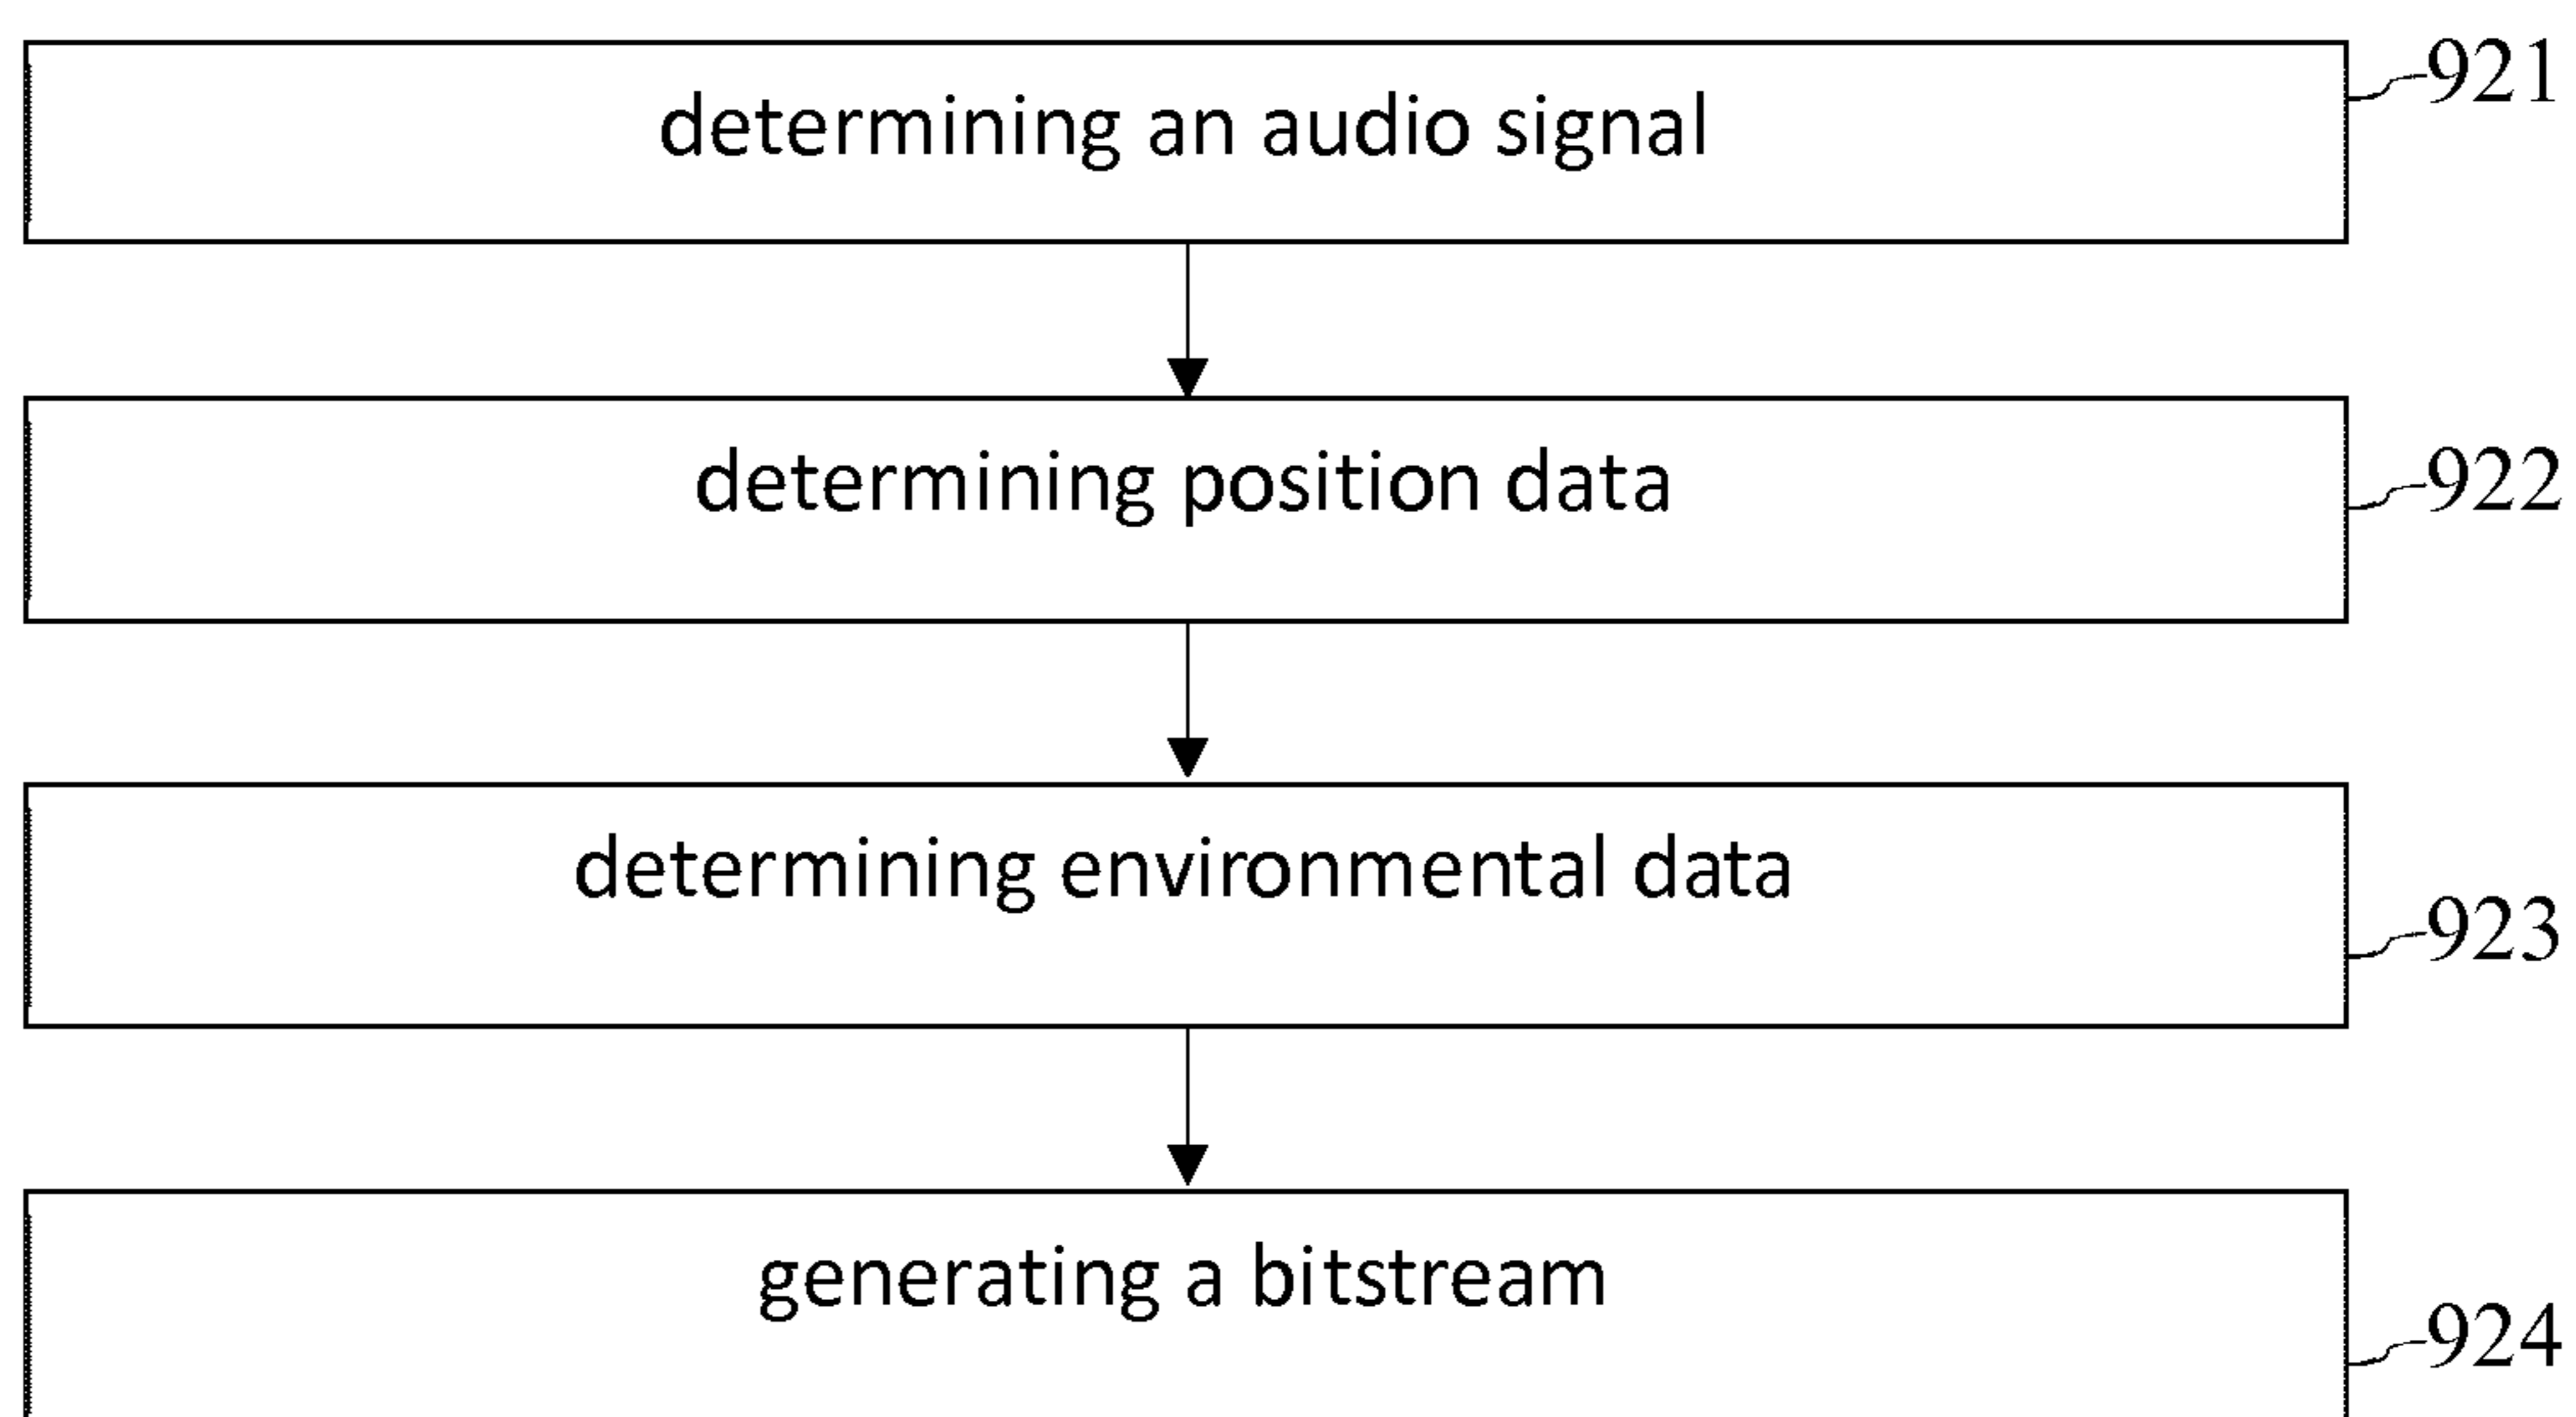 determining an audio signal
921
determining position data
922
determining environmental data
923
generating a bitstream
924